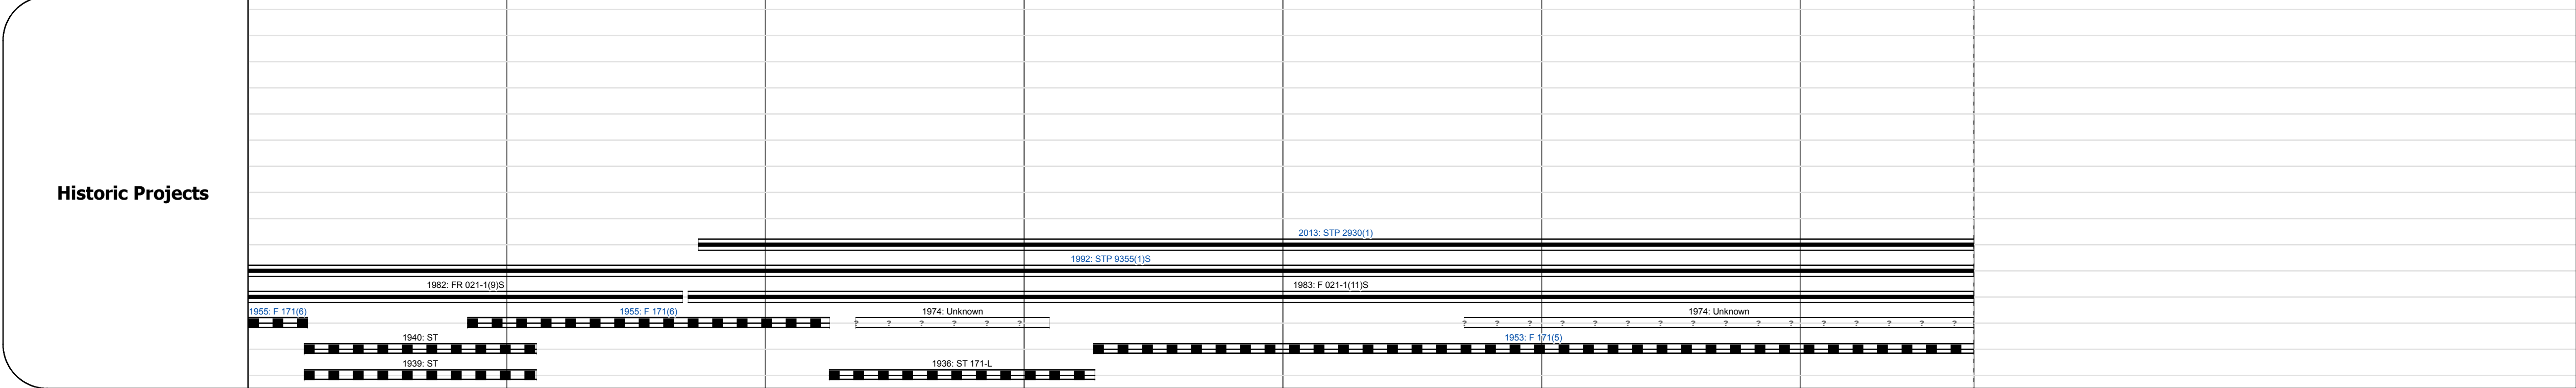 Historic Projects
2013: STP 2930(1)
1992: STP 9355(1)S
1982: FR 021-1(9)S
1983: F 021-1(11)S
1955: F 171(6)
1955: F 171(6)
1974: Unknown
? ? ? ? ? ?
1974: Unknown
? ? ? ? ? ? ? ? ? ? ? ? ? ? ? ?
1940: ST
1953: F 171(5)
1939: ST
1936: ST 171-L